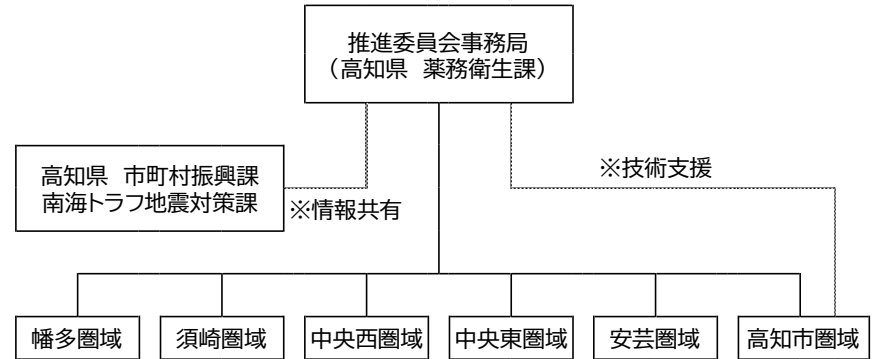 推進委員会事務局
（高知県　薬務衛生課）
高知県　市町村振興課
南海トラフ地震対策課
※情報共有
※技術支援
幡多圏域
須崎圏域
中央西圏域
中央東圏域
安芸圏域
高知市圏域